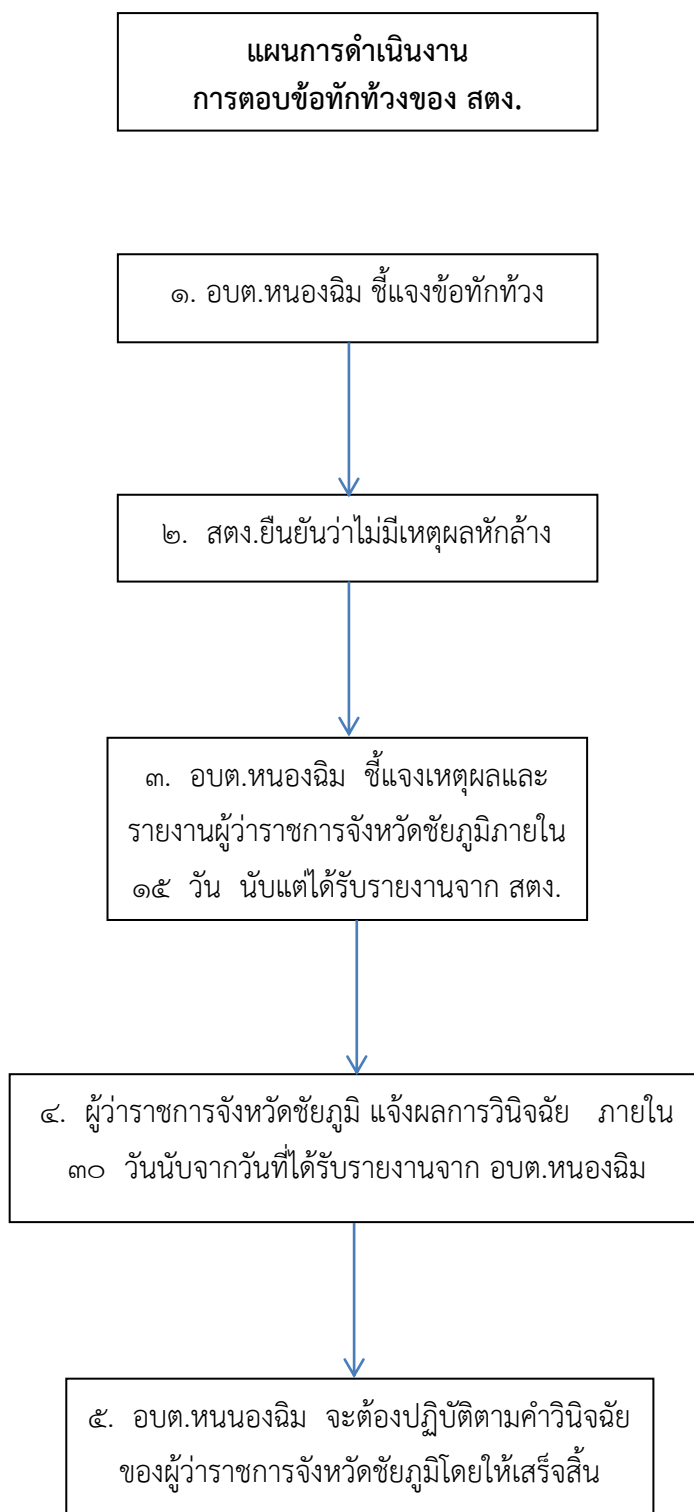 แผนการดำเนินงาน
การตอบข้อทักท้วงของ สตง.
๑. อบต.หนองฉิม ชี้แจงข้อทักท้วง
๒. สตง.ยืนยันว่าไม่มีเหตุผลหักล้าง
๓. อบต.หนองฉิม ชี้แจงเหตุผลและ
รายงานผู้ว่าราชการจังหวัดชัยภูมิภายใน
๑๕ วัน นับแต่ได้รับรายงานจาก สตง.
๔. ผู้ว่าราชการจังหวัดชัยภูมิ แจ้งผลการวินิจฉัย ภายใน
๓๐ วันนับจากวันที่ได้รับรายงานจาก อบต.หนองฉิม
๕. อบต.หนนองฉิม จะต้องปฏิบัติตามคำวินิจฉัย
ของผู้ว่าราชการจังหวัดชัยภูมิโดยให้เสร็จสิ้น